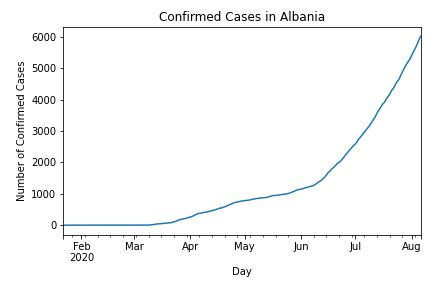 Confirmed Cases in Albania
Number of Confirmed Cases
6000
5000
4000
3000
2000
1000
0
Feb Mar Apr May Jun Jul Aug
2020
Day